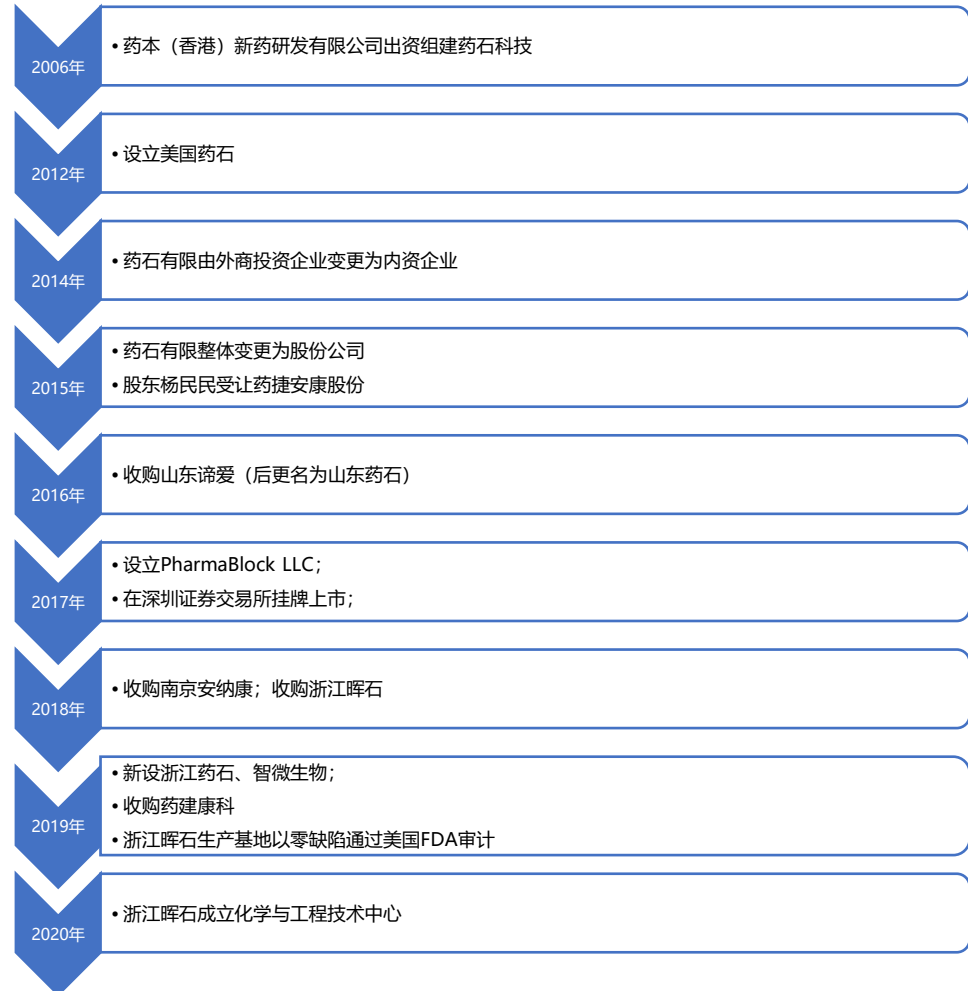 2006年
• 药本（香港）新药研发有限公司出资组建药石科技
2012年
• 设立美国药石
2014年
• 药石有限由外商投资企业变更为内资企业
2015年
• 药石有限整体变更为股份公司
• 股东杨民民受让药捷安康股份
2016年
• 收购山东谛爱（后更名为山东药石）
2017年
• 设立PharmaBlock LLC；
• 在深圳证券交易所挂牌上市；
2018年
• 收购南京安纳康；收购浙江晖石
2019年
• 新设浙江药石、智微生物；
• 收购药建康科
• 浙江晖石生产基地以零缺陷通过美国FDA审计
2020年
• 浙江晖石成立化学与工程技术中心